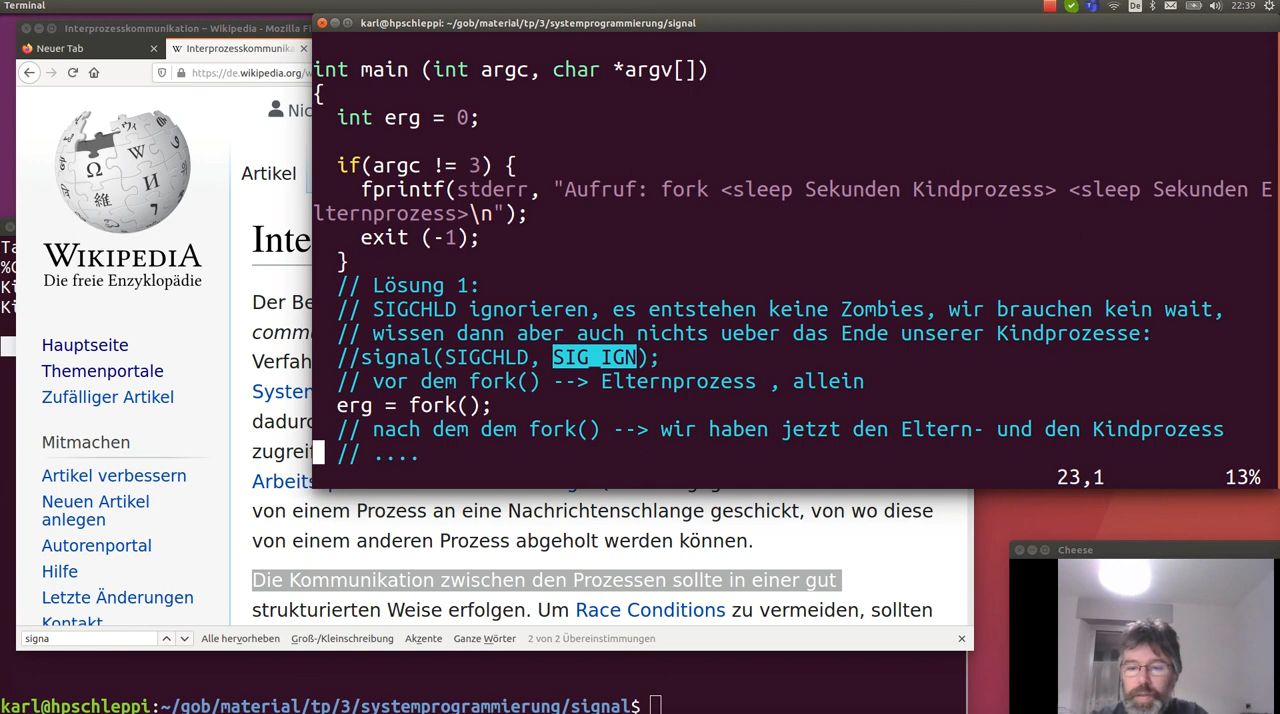 Terminal
De
22:39
Interprozesskommunikation – Wikipedia - Mozilla Fi
Neuer Tab
Interprozesskommunika
https://de.wikipedia.org/w
WIKIPEDIA
Die freie Enzyklopädie
Hauptseite
Themenportale
Zufälliger Artikel
Mitmachen
Artikel verbessern
Neuen Artikel
anlegen
Autorenportal
Hilfe
Letzte Änderungen
Kontakt
Nic
Artikel
Inte
Der Be
commu
Verfah
System
dadurc
zugreif
Arbeits
von einem Prozess an eine Nachrichtenschlange geschickt, von wo diese
von einem anderen Prozess abgeholt werden können.
Die Kommunikation zwischen den Prozessen sollte in einer gut
strukturierten Weise erfolgen. Um Race Conditions zu vermeiden, sollten
signa
Alle hervorheben Groß-/Kleinschreibung Akzente Ganze Wörter 2 von 2 Übereinstimmungen
karl@hpschleppi: ~/gob/material/tp/3/systemprogrammierung/signal
int main (int argc, char *argv[])
{
int erg = 0;
if(argc != 3) {
fprintf(stderr, "Aufruf: fork <sleep Sekunden Kindprozess> <sleep Sekunden E
lternprozess>\n");
exit (-1);
}
// Lösung 1:
// SIGCHLD ignorieren, es entstehen keine Zombies, wir brauchen kein wait,
// wissen dann aber auch nichts ueber das Ende unserer Kindprozesse:
//signal(SIGCHLD, SIG_IGN);
// vor dem fork() --> Elternprozess , allein
erg = fork();
// nach dem dem fork() --> wir haben jetzt den Eltern- und den Kindprozess
// ....
23,1 13%
Ta
%C
Ki
Ki
Cheese
karl@hpschleppi:~/gob/material/tp/3/systemprogrammierung/signal$